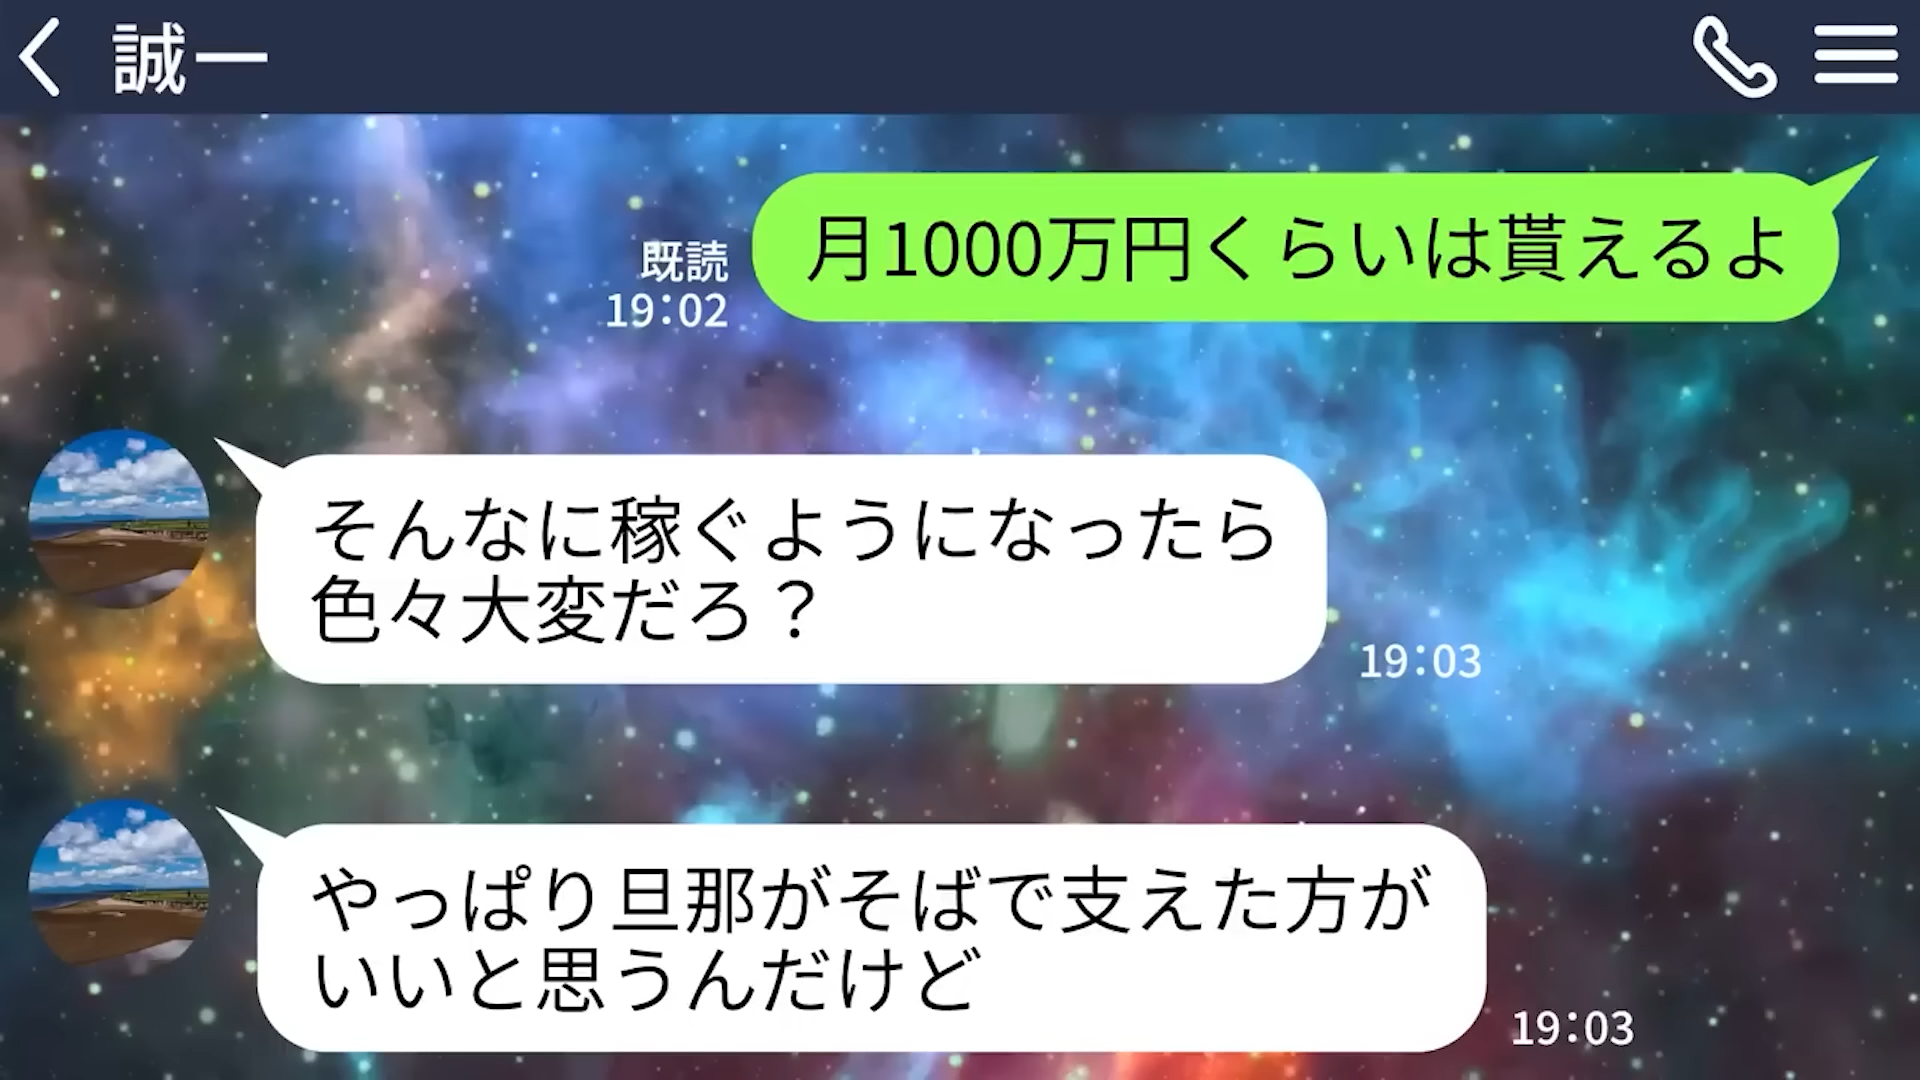 誠一
月1000万円くらいは貰えるよ
既読
19:02
そんなに稼ぐようになったら
色々大変だろ？
19:03
やっぱり旦那がそばで支えた方が
いいと思うんだけど
19:03